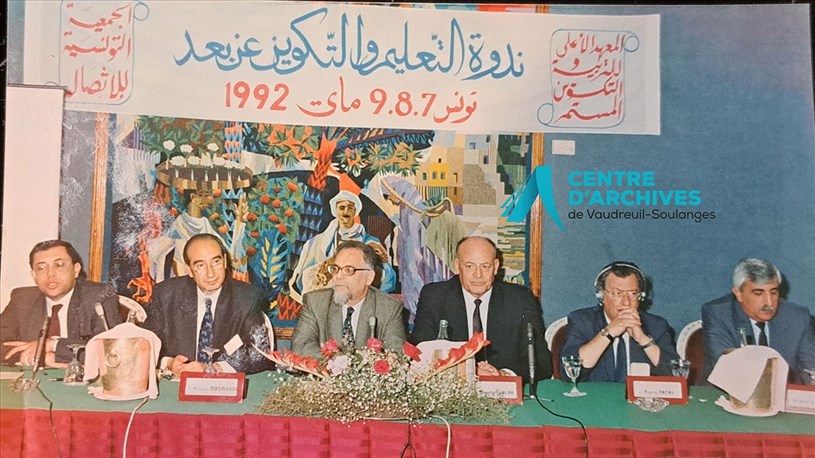 الجمعية
التونسية
للاتصال
ندوة التعليم والتكوين عن بعد
تونس 9.8.7 ماي 1992
المعهد الأعلى
للتربية و
التكوين
المستمر
CENTRE
D'ARCHIVES
de Vaudreuil-Soulanges